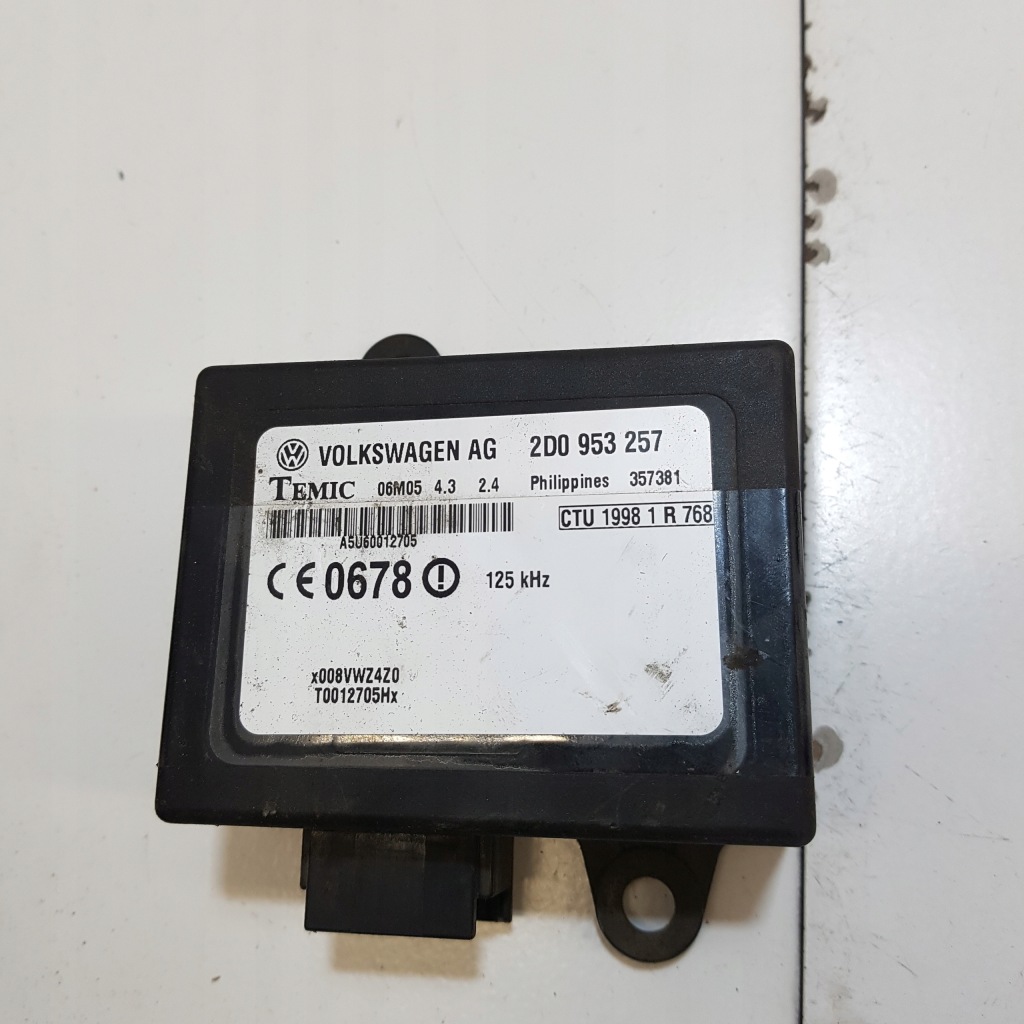 VOLKSWAGEN AG 2D0 953 257
TEMIC 06M05 4.3 2.4 Philippines 357381
CTU 1998 1 R 768
A5U60012705
CE 0678 125 kHz
x008VWZ4Z0
T0012705Hx